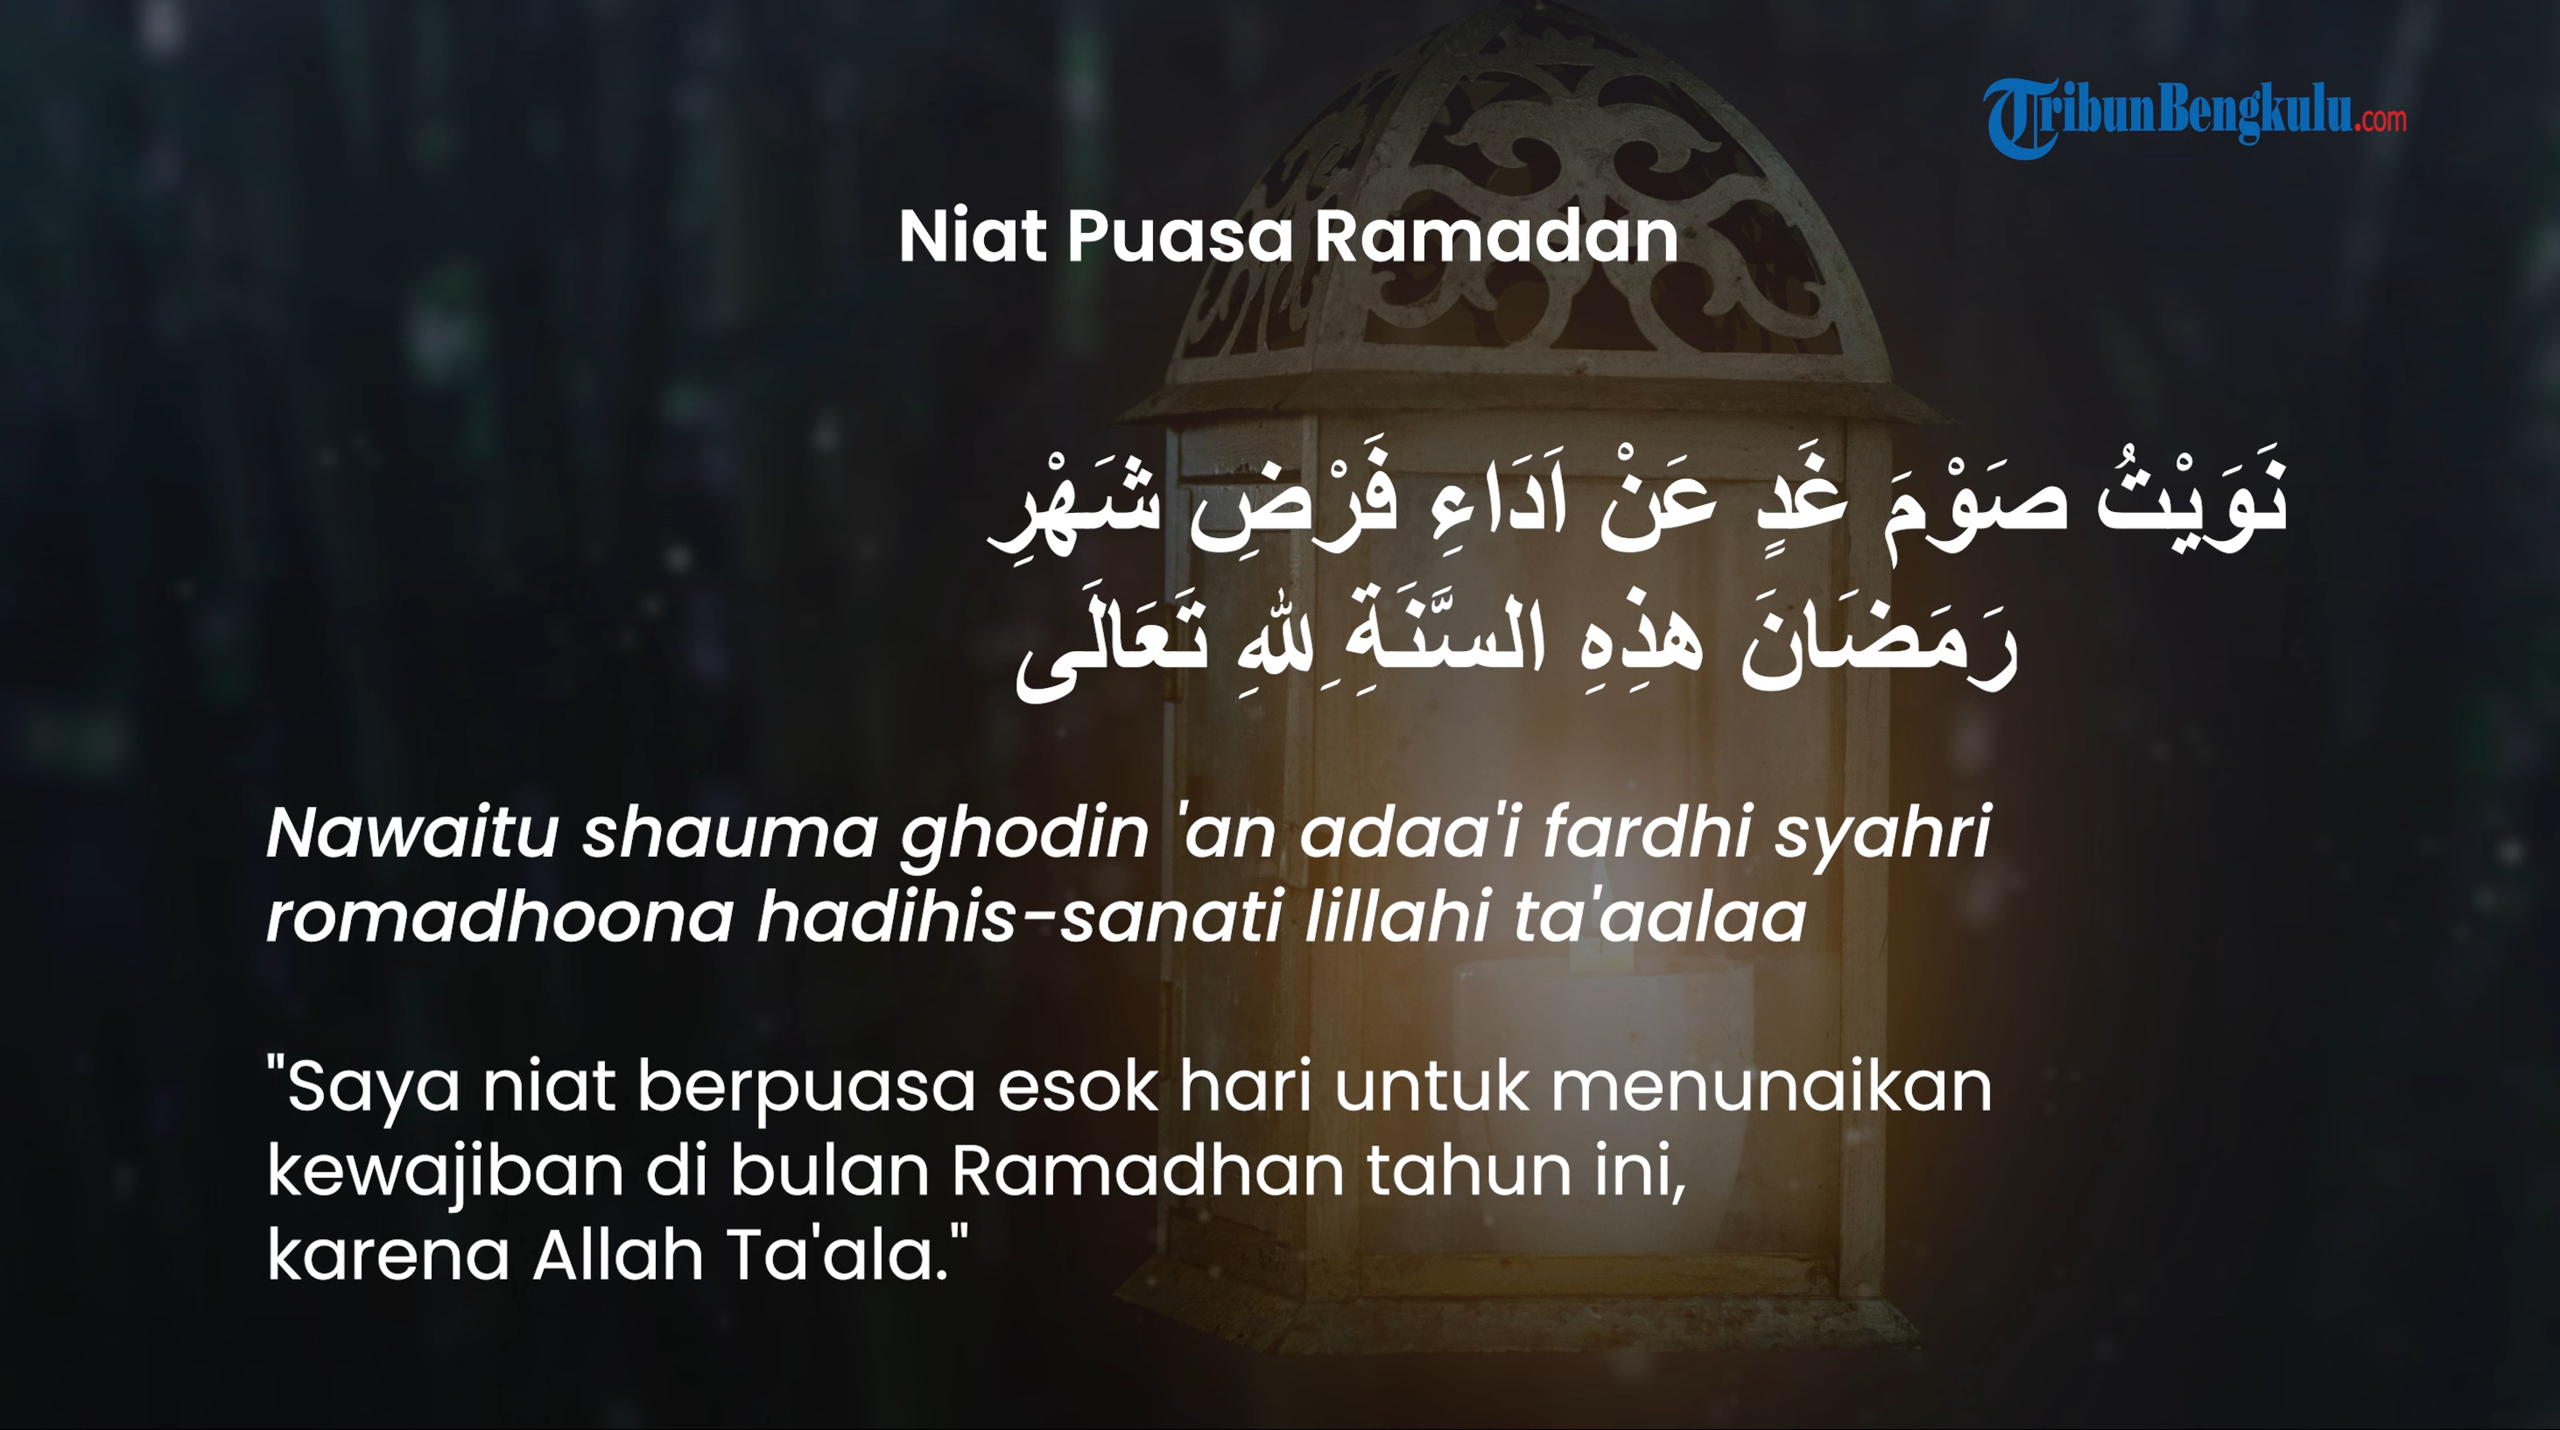 TribunBengkulu.com
Niat Puasa Ramadan
نَوَيْتُ صَوْمَ غَدٍ عَنْ اَدَاءِ فَرْضِ شَهْرِ
رَمَضَانَ هذِهِ السَّنَةِ ِللهِ تَعَالَى
Nawaitu shauma ghodin 'an adaa'i fardhi syahri
romadhoona hadihis-sanati lillahi ta'aalaa
"Saya niat berpuasa esok hari untuk menunaikan
kewajiban di bulan Ramadhan tahun ini,
karena Allah Ta'ala."